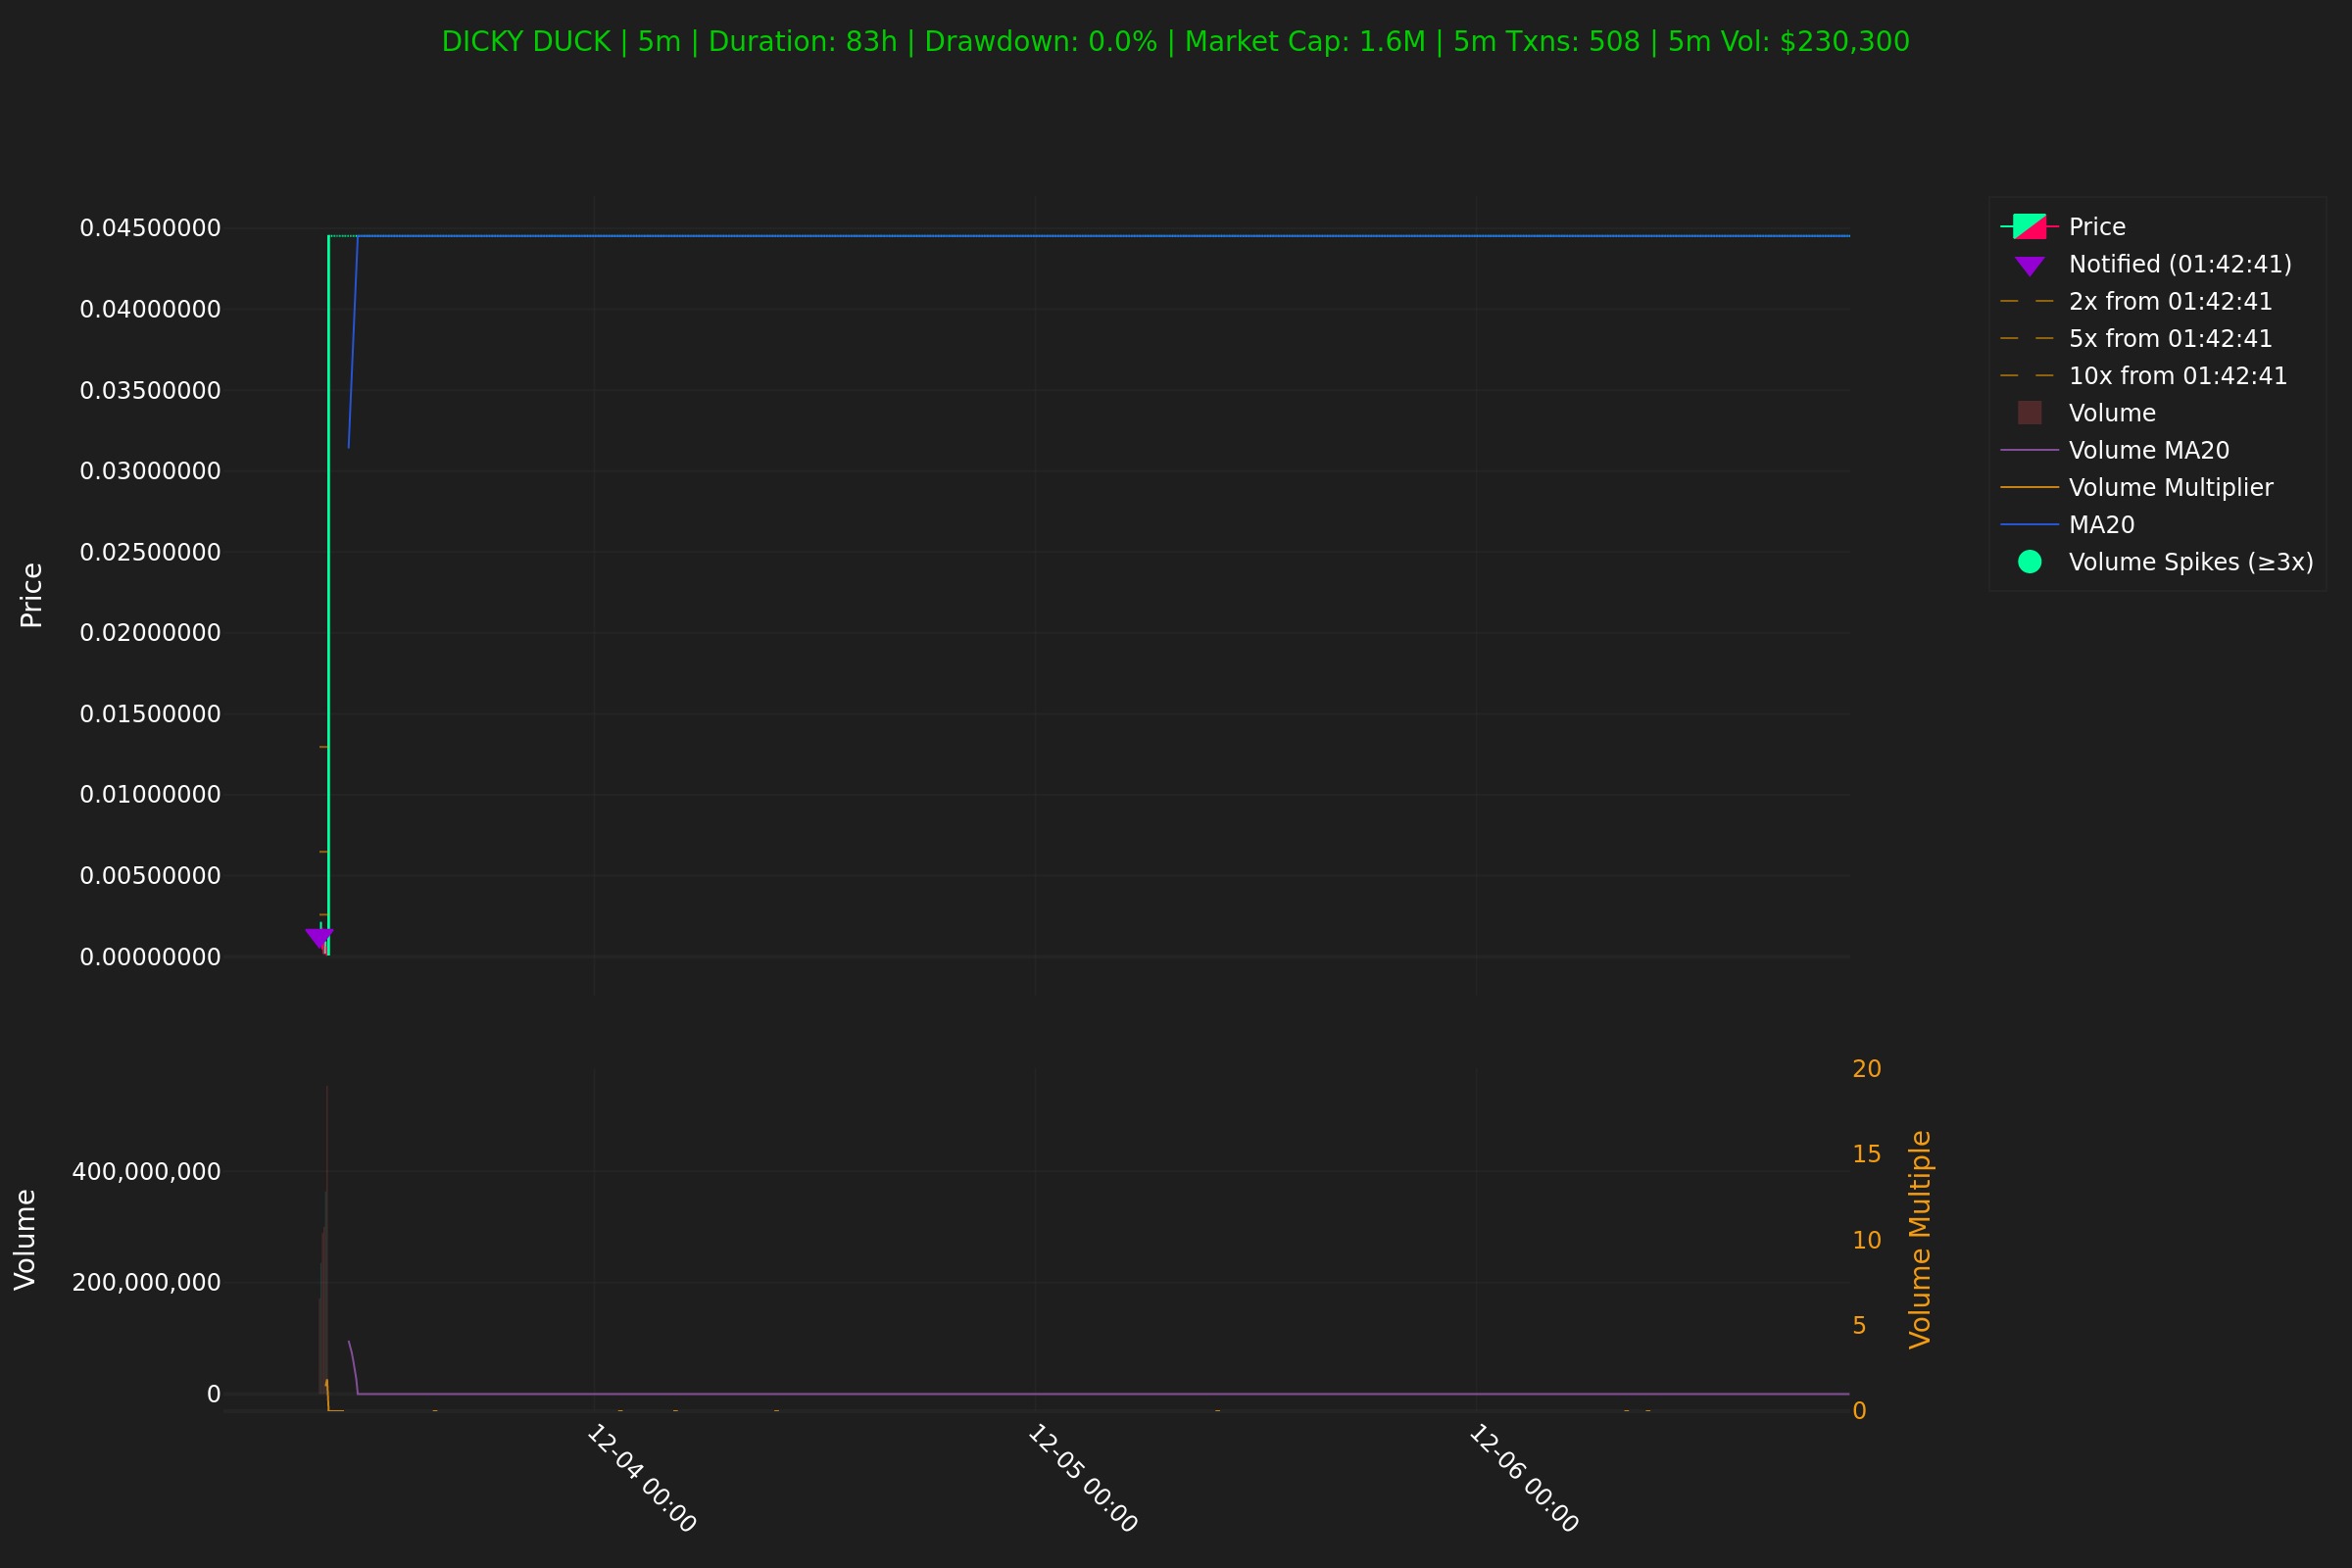 DICKY DUCK | 5m | Duration: 83h | Drawdown: 0.0% | Market Cap: 1.6M | 5m Txns: 508 | 5m Vol: $230,300
0.04500000
0.04000000
0.03500000
0.03000000
0.02500000
0.02000000
0.01500000
0.01000000
0.00500000
0.00000000
Price
Price
Notified (01:42:41)
2x from 01:42:41
5x from 01:42:41
10x from 01:42:41
Volume
Volume MA20
Volume Multiplier
MA20
Volume Spikes (≥3x)
400,000,000
200,000,000
0
Volume
20
15
10
5
0
Volume Multiple
12-04 00:00
12-05 00:00
12-06 00:00